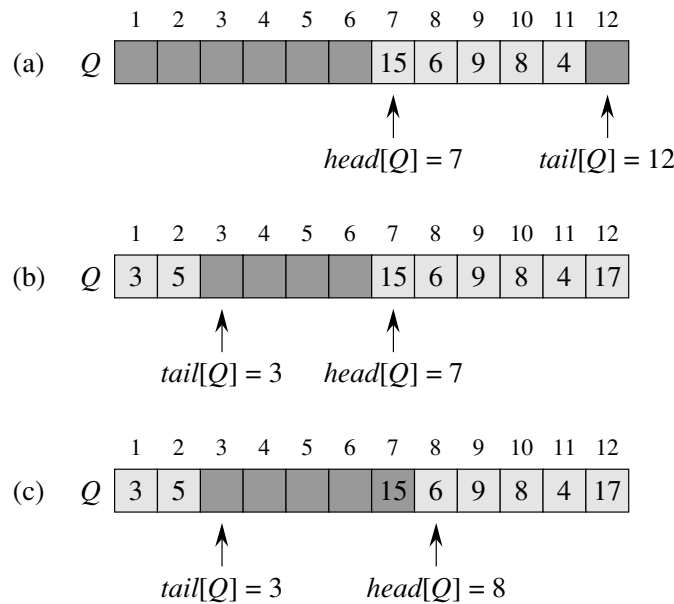 1 2 3 4 5 6 7 8 9 10 11 12
(a) Q 15 6 9 8 4
head[Q] = 7 tail[Q] = 12
1 2 3 4 5 6 7 8 9 10 11 12
(b) Q 3 5 15 6 9 8 4 17
tail[Q] = 3 head[Q] = 7
1 2 3 4 5 6 7 8 9 10 11 12
(c) Q 3 5 15 6 9 8 4 17
tail[Q] = 3 head[Q] = 8